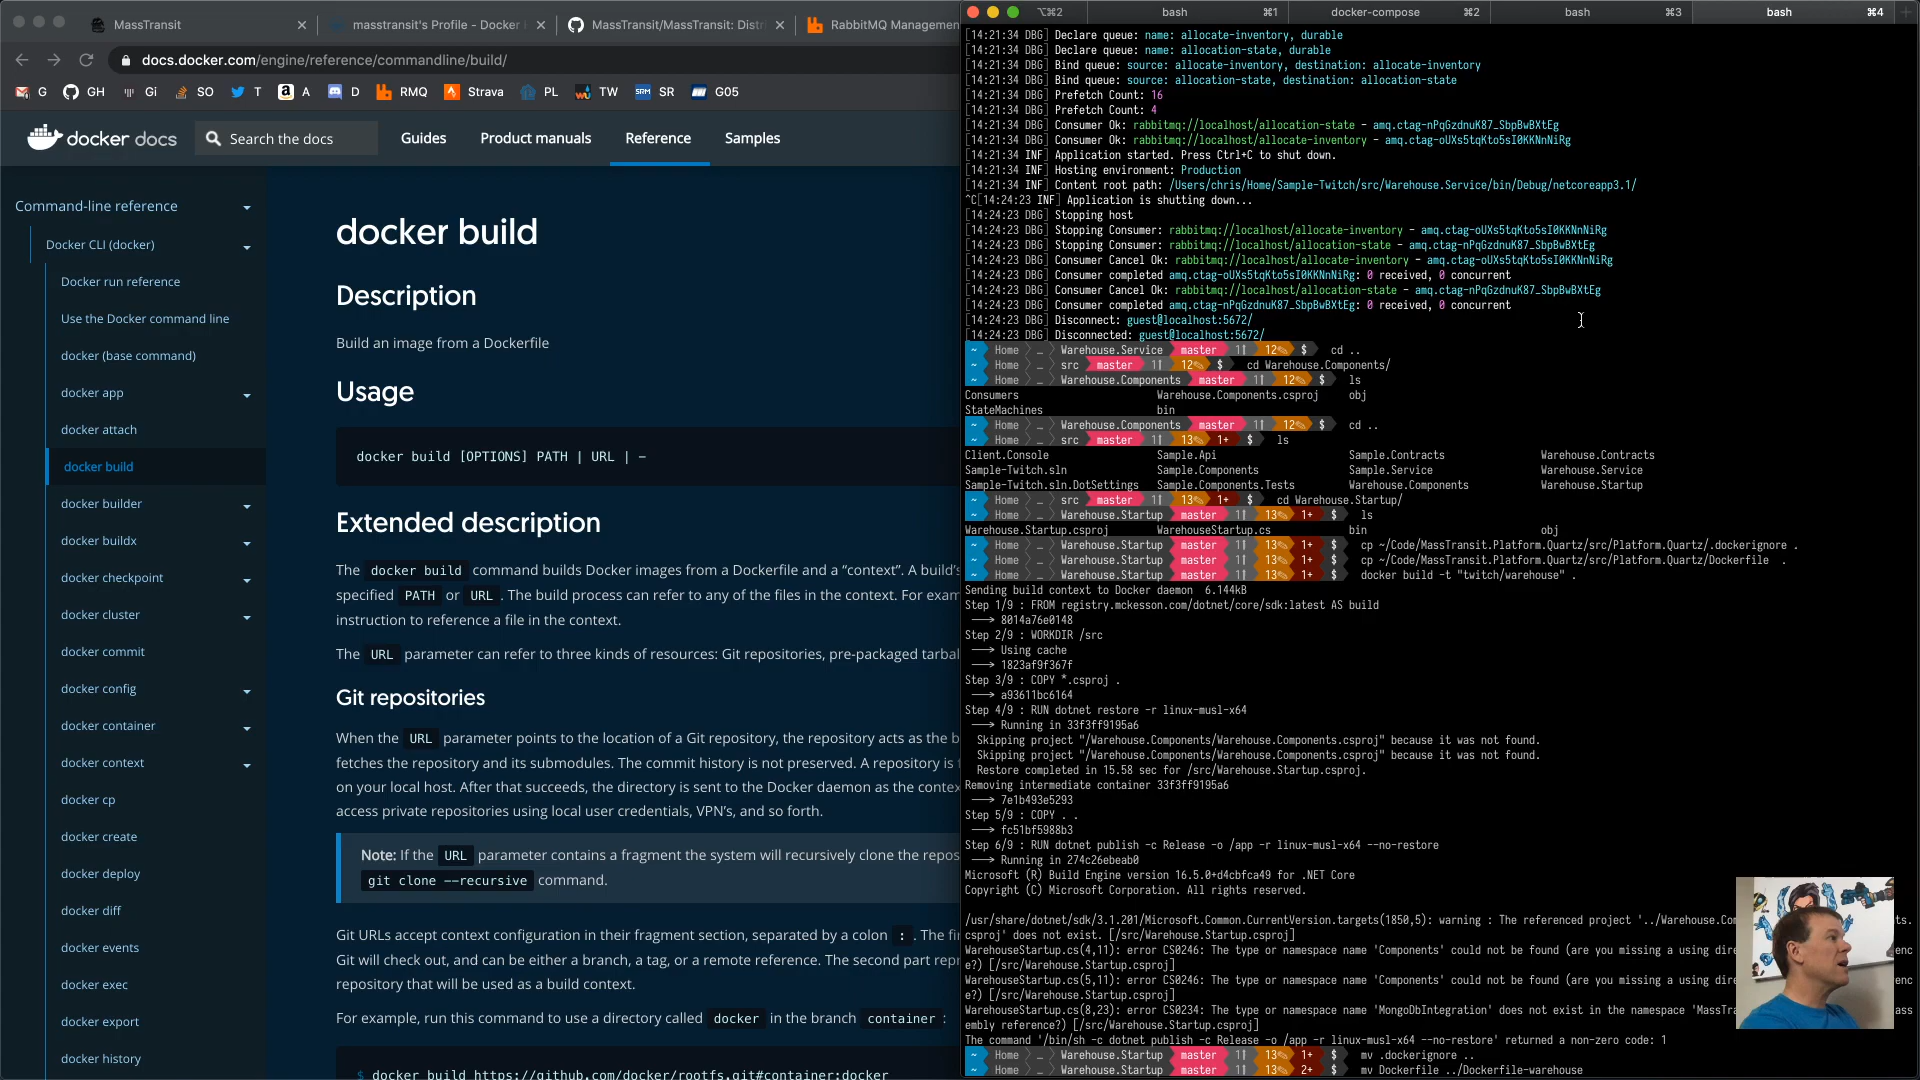 MassTransit
masstransit's Profile - Docker
MassTransit/MassTransit: Distri
RabbitMQ Management
docs.docker.com/engine/reference/commandline/build/
G GH Gi SO T A D RMQ Strava PL TW SR G05
docker docs
Search the docs
Guides Product manuals Reference Samples
Command-line reference
Docker CLI (docker)
Docker run reference
Use the Docker command line
docker (base command)
docker app
docker attach
docker build
docker builder
docker buildx
docker checkpoint
docker cluster
docker commit
docker config
docker container
docker context
docker cp
docker create
docker deploy
docker diff
docker events
docker exec
docker export
docker history
docker build
Description
Build an image from a Dockerfile
Usage
docker build [OPTIONS] PATH | URL | -
Extended description
The docker build command builds Docker images from a Dockerfile and a “context”. A build's
specified PATH or URL . The build process can refer to any of the files in the context. For exam
instruction to reference a file in the context.
The URL parameter can refer to three kinds of resources: Git repositories, pre-packaged tarbal
Git repositories
When the URL parameter points to the location of a Git repository, the repository acts as the b
fetches the repository and its submodules. The commit history is not preserved. A repository is
on your local host. After that succeeds, the directory is sent to the Docker daemon as the contex
access private repositories using local user credentials, VPN's, and so forth.
Note: If the URL parameter contains a fragment the system will recursively clone the repos
git clone --recursive command.
Git URLs accept context configuration in their fragment section, separated by a colon : . The fir
Git will check out, and can be either a branch, a tag, or a remote reference. The second part repr
repository that will be used as a build context.
For example, run this command to use a directory called docker in the branch container :
$ docker build https://github.com/docker/rootfs.git#container:docker
⌥⌘2 bash ⌘1 docker-compose ⌘2 bash ⌘3 bash ⌘4
[14:21:34 DBG] Declare queue: name: allocate-inventory, durable
[14:21:34 DBG] Declare queue: name: allocation-state, durable
[14:21:34 DBG] Bind queue: source: allocate-inventory, destination: allocate-inventory
[14:21:34 DBG] Bind queue: source: allocation-state, destination: allocation-state
[14:21:34 DBG] Prefetch Count: 16
[14:21:34 DBG] Prefetch Count: 4
[14:21:34 DBG] Consumer Ok: rabbitmq://localhost/allocation-state - amq.ctag-nPqGzdnuK87_SbpBwBXtEg
[14:21:34 DBG] Consumer Ok: rabbitmq://localhost/allocate-inventory - amq.ctag-oUXs5tqKto5sI0KKNnNiRg
[14:21:34 INF] Application started. Press Ctrl+C to shut down.
[14:21:34 INF] Hosting environment: Production
[14:21:34 INF] Content root path: /Users/chris/Home/Sample-Twitch/src/Warehouse.Service/bin/Debug/netcoreapp3.1/
^C[14:24:23 INF] Application is shutting down...
[14:24:23 DBG] Stopping host
[14:24:23 DBG] Stopping Consumer: rabbitmq://localhost/allocate-inventory - amq.ctag-oUXs5tqKto5sI0KKNnNiRg
[14:24:23 DBG] Stopping Consumer: rabbitmq://localhost/allocation-state - amq.ctag-nPqGzdnuK87_SbpBwBXtEg
[14:24:23 DBG] Consumer Cancel Ok: rabbitmq://localhost/allocate-inventory - amq.ctag-oUXs5tqKto5sI0KKNnNiRg
[14:24:23 DBG] Consumer completed amq.ctag-oUXs5tqKto5sI0KKNnNiRg: 0 received, 0 concurrent
[14:24:23 DBG] Consumer Cancel Ok: rabbitmq://localhost/allocation-state - amq.ctag-nPqGzdnuK87_SbpBwBXtEg
[14:24:23 DBG] Consumer completed amq.ctag-nPqGzdnuK87_SbpBwBXtEg: 0 received, 0 concurrent
[14:24:23 DBG] Disconnect: guest@localhost:5672/
[14:24:23 DBG] Disconnected: guest@localhost:5672/
~ Home … Warehouse.Service master 1↑ 12✎ $ cd ..
~ Home … src master 1↑ 12✎ $ cd Warehouse.Components/
~ Home … Warehouse.Components master 1↑ 12✎ $ ls
Consumers Warehouse.Components.csproj obj
StateMachines bin
~ Home … Warehouse.Components master 1↑ 12✎ $ cd ..
~ Home … src master 1↑ 13✎ 1+ $ ls
Client.Console Sample.Api Sample.Contracts Warehouse.Contracts
Sample-Twitch.sln Sample.Components Sample.Service Warehouse.Service
Sample-Twitch.sln.DotSettings Sample.Components.Tests Warehouse.Components Warehouse.Startup
~ Home … src master 1↑ 13✎ 1+ $ cd Warehouse.Startup/
~ Home … Warehouse.Startup master 1↑ 13✎ 1+ $ ls
Warehouse.Startup.csproj WarehouseStartup.cs bin obj
~ Home … Warehouse.Startup master 1↑ 13✎ 1+ $ cp ~/Code/MassTransit.Platform.Quartz/src/Platform.Quartz/.dockerignore .
~ Home … Warehouse.Startup master 1↑ 13✎ 1+ $ cp ~/Code/MassTransit.Platform.Quartz/src/Platform.Quartz/Dockerfile .
~ Home … Warehouse.Startup master 1↑ 13✎ 1+ $ docker build -t "twitch/warehouse" .
Sending build context to Docker daemon 6.144kB
Step 1/9 : FROM registry.mckesson.com/dotnet/core/sdk:latest AS build
---> 8014a76e0148
Step 2/9 : WORKDIR /src
---> Using cache
---> 1823af9f367f
Step 3/9 : COPY *.csproj .
---> a93611bc6164
Step 4/9 : RUN dotnet restore -r linux-musl-x64
---> Running in 33f3ff9195a6
Skipping project "/Warehouse.Components/Warehouse.Components.csproj" because it was not found.
Skipping project "/Warehouse.Components/Warehouse.Components.csproj" because it was not found.
Restore completed in 15.58 sec for /src/Warehouse.Startup.csproj.
Removing intermediate container 33f3ff9195a6
---> 7e1b493e5293
Step 5/9 : COPY . .
---> fc51bf5988b3
Step 6/9 : RUN dotnet publish -c Release -o /app -r linux-musl-x64 --no-restore
---> Running in 274c26ebeab0
Microsoft (R) Build Engine version 16.5.0+d4cbfca49 for .NET Core
Copyright (C) Microsoft Corporation. All rights reserved.
/usr/share/dotnet/sdk/3.1.201/Microsoft.Common.CurrentVersion.targets(1850,5): warning : The referenced project '../Warehouse.Com
csproj' does not exist. [/src/Warehouse.Startup.csproj]
WarehouseStartup.cs(4,11): error CS0246: The type or namespace name 'Components' could not be found (are you missing a using dire
e?) [/src/Warehouse.Startup.csproj]
WarehouseStartup.cs(5,11): error CS0246: The type or namespace name 'Components' could not be found (are you missing a using dire
e?) [/src/Warehouse.Startup.csproj]
WarehouseStartup.cs(8,23): error CS0234: The type or namespace name 'MongoDbIntegration' does not exist in the namespace 'MassTra
embly reference?) [/src/Warehouse.Startup.csproj]
The command '/bin/sh -c dotnet publish -c Release -o /app -r linux-musl-x64 --no-restore' returned a non-zero code: 1
~ Home … Warehouse.Startup master 1↑ 13✎ 1+ $ mv .dockerignore ..
~ Home … Warehouse.Startup master 1↑ 13✎ 2+ $ mv Dockerfile ../Dockerfile-warehouse